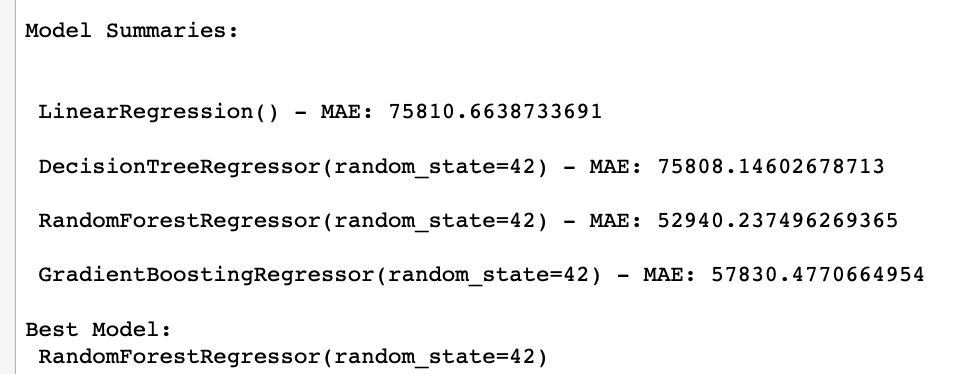 Model Summaries:
LinearRegression() - MAE: 75810.6638733691
DecisionTreeRegressor(random_state=42) - MAE: 75808.14602678713
RandomForestRegressor(random_state=42) - MAE: 52940.237496269365
GradientBoostingRegressor(random_state=42) - MAE: 57830.4770664954
Best Model:
RandomForestRegressor(random_state=42)